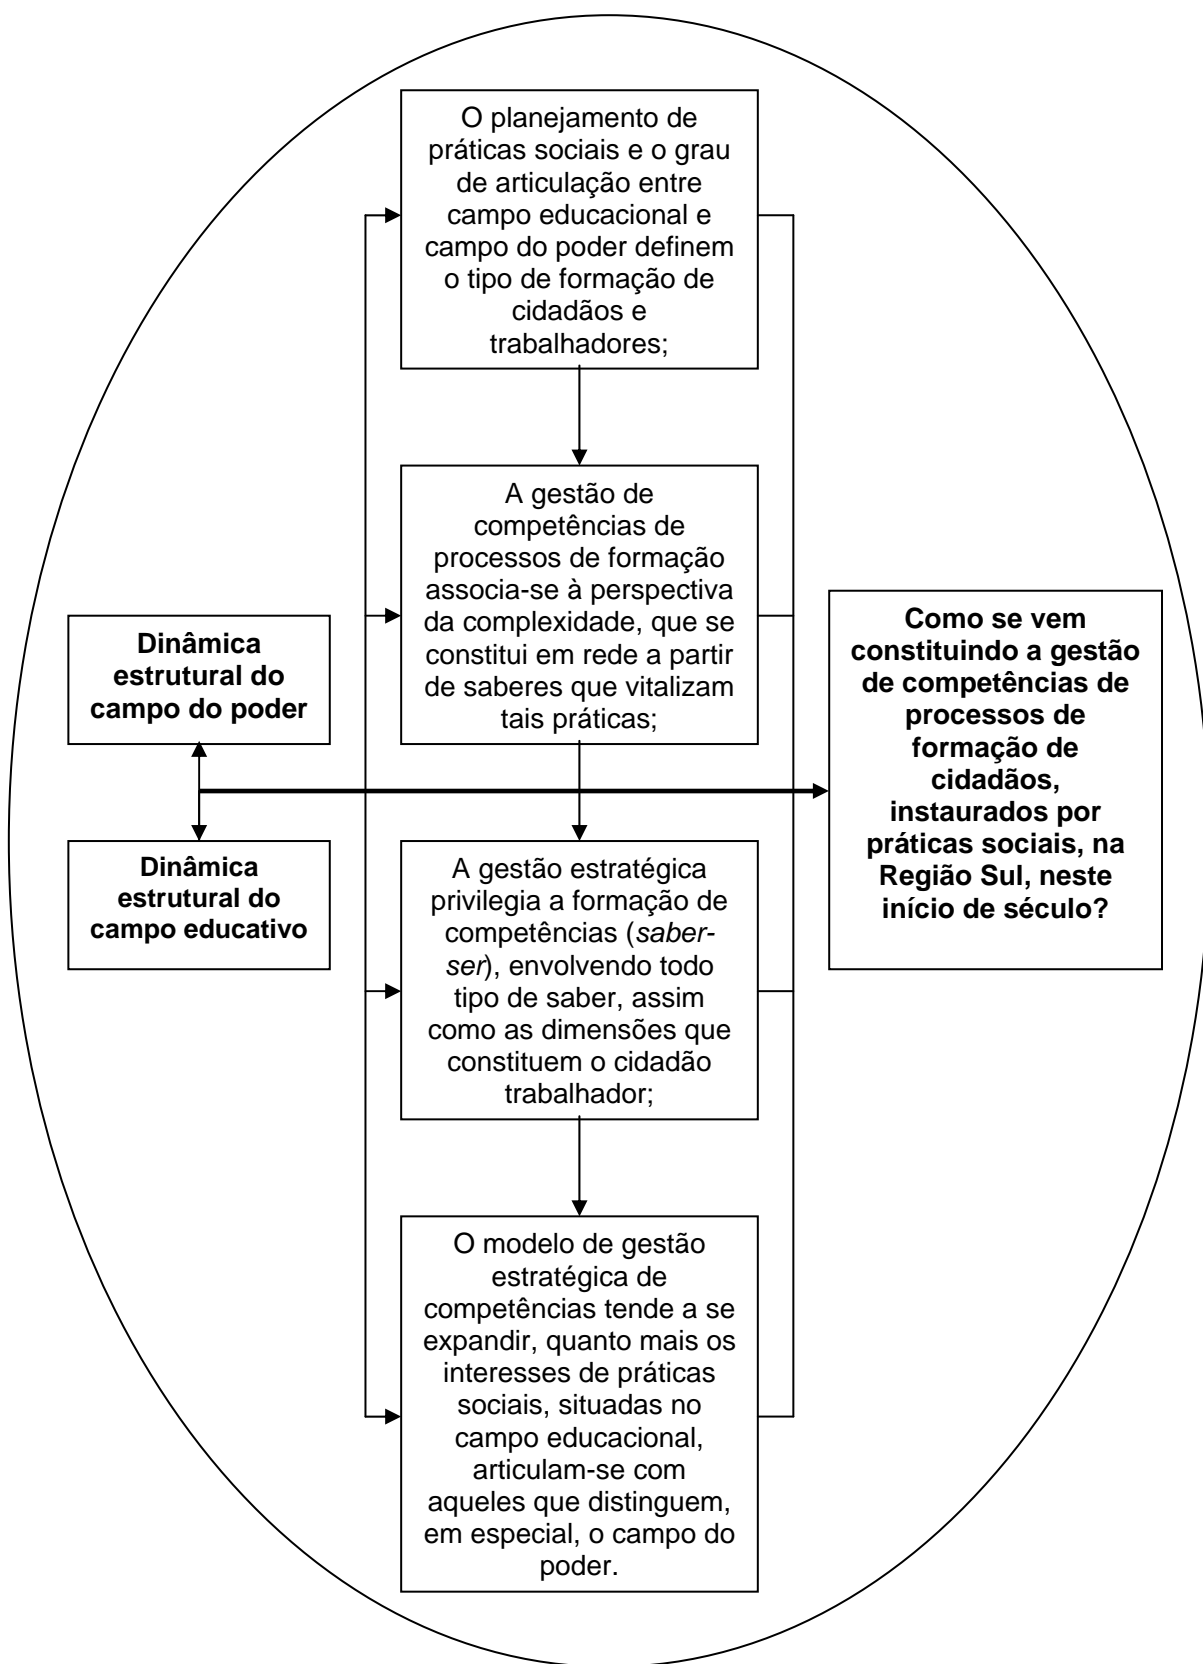 O planejamento de
práticas sociais e o grau
de articulação entre
campo educacional e
campo do poder definem
o tipo de formação de
cidadãos e
trabalhadores;
A gestão de
competências de
processos de formação
associa-se à perspectiva
da complexidade, que se
constitui em rede a partir
de saberes que vitalizam
tais práticas;
Dinâmica
estrutural do
campo do poder
Dinâmica
estrutural do
campo educativo
A gestão estratégica
privilegia a formação de
competências (saber-
ser), envolvendo todo
tipo de saber, assim
como as dimensões que
constituem o cidadão
trabalhador;
O modelo de gestão
estratégica de
competências tende a se
expandir, quanto mais os
interesses de práticas
sociais, situadas no
campo educacional,
articulam-se com
aqueles que distinguem,
em especial, o campo do
poder.
Como se vem
constituindo a gestão
de competências de
processos de
formação de
cidadãos,
instaurados por
práticas sociais, na
Região Sul, neste
início de século?